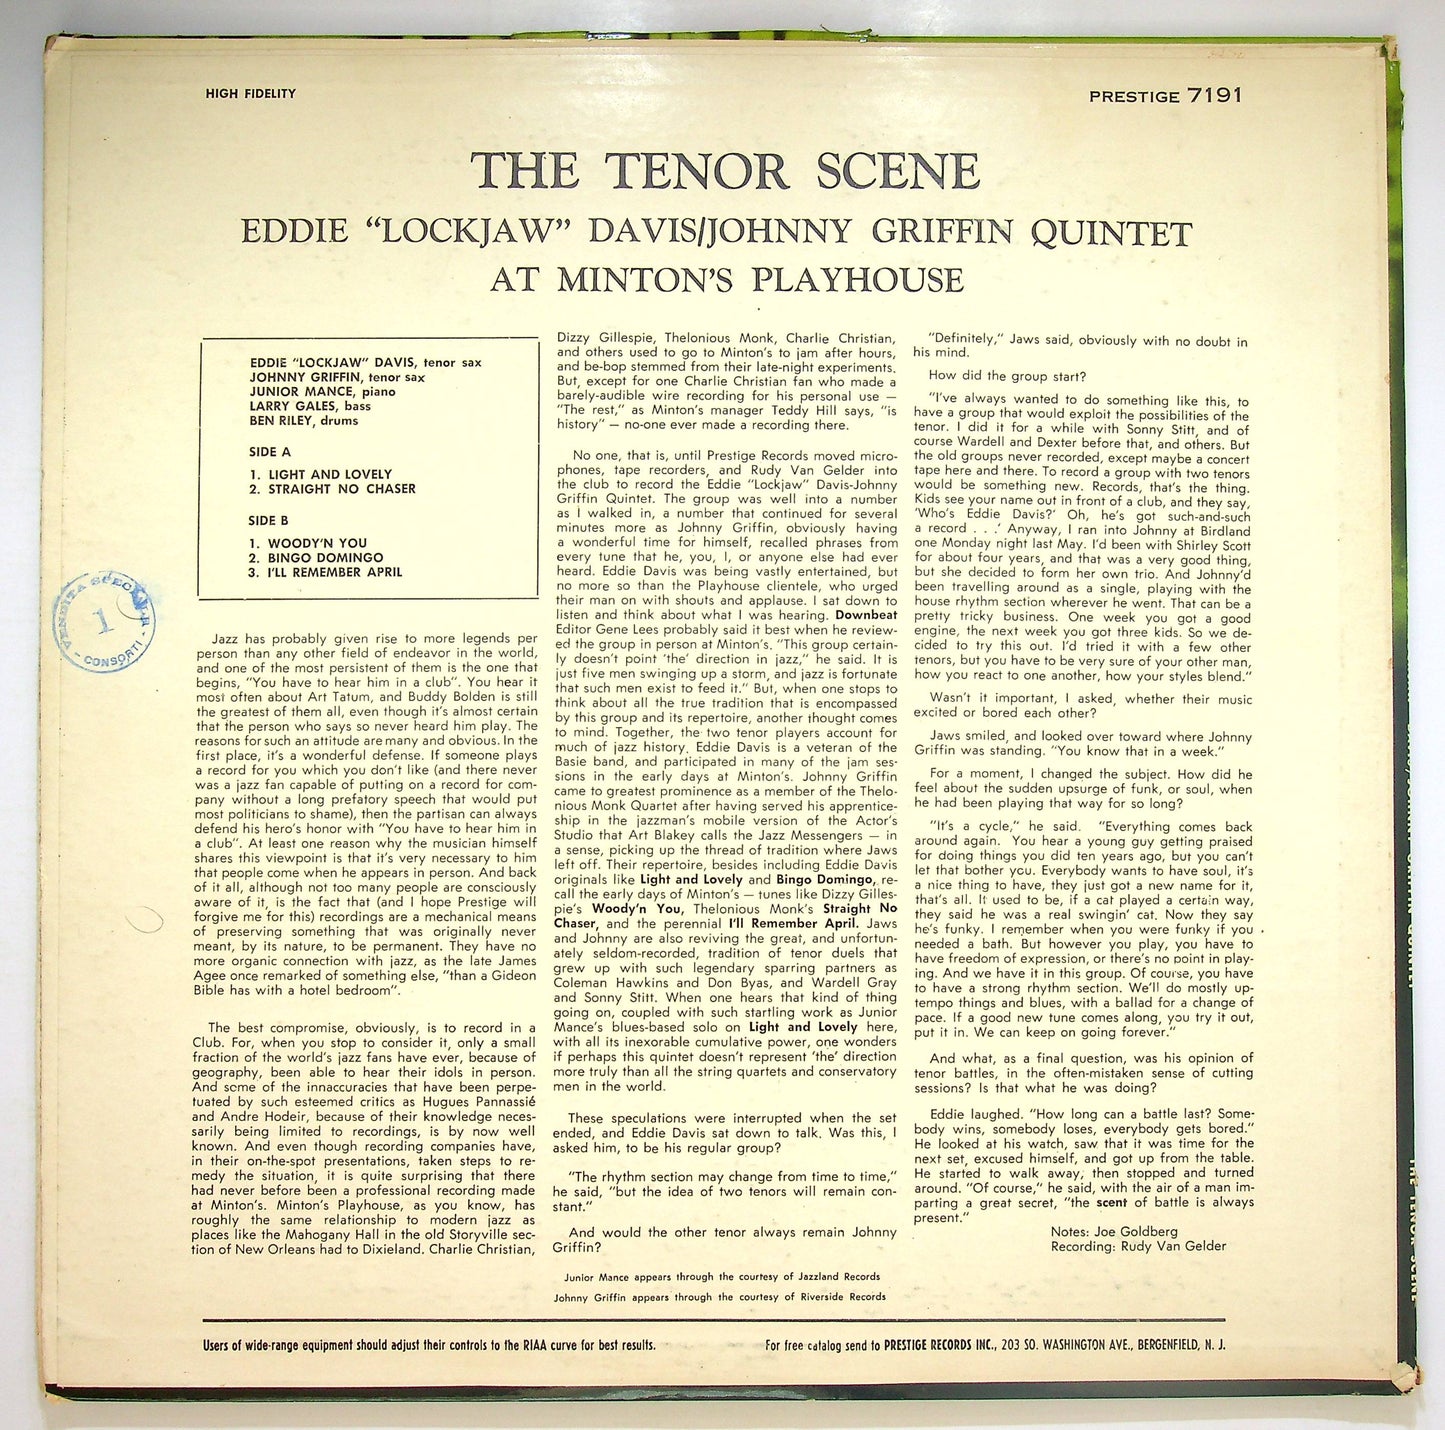 HIGH FIDELITY
PRESTIGE 7191
THE TENOR SCENE
EDDIE "LOCKJAW" DAVIS/JOHNNY GRIFFIN QUINTET
AT MINTON'S PLAYHOUSE
EDDIE "LOCKJAW" DAVIS, tenor sax
JOHNNY GRIFFIN, tenor sax
JUNIOR MANCE, piano
LARRY GALES, bass
BEN RILEY, drums
SIDE A
1. LIGHT AND LOVELY
2. STRAIGHT NO CHASER
SIDE B
1. WOODY'N YOU
2. BINGO DOMINGO
3. I'LL REMEMBER APRIL
Jazz has probably given rise to more legends per
person than any other field of endeavor in the world,
and one of the most persistent of them is the one that
begins, "You have to hear him in a club". You hear it
most often about Art Tatum, and Buddy Bolden is still
the greatest of them all, even though it's almost certain
that the person who says so never heard him play. The
reasons for such an attitude are many and obvious. In the
first place, it's a wonderful defense. If someone plays
a record for you which you don't like (and there never
was a jazz fan capable of putting on a record for com-
pany without a long prefatory speech that would put
most politicians to shame), then the partisan can always
defend his hero's honor with "You have to hear him in
a club". At least one reason why the musician himself
shares this viewpoint is that it's very necessary to him
that people come when he appears in person. And back
of it all, although not too many people are consciously
aware of it, is the fact that (and I hope Prestige will
forgive me for this) recordings are a mechanical means
of preserving something that was originally never
meant, by its nature, to be permanent. They have no
more organic connection with jazz, as the late James
Agee once remarked of something else, "than a Gideon
Bible has with a hotel bedroom".
The best compromise, obviously, is to record in a
Club. For, when you stop to consider it, only a small
fraction of the world's jazz fans have ever, because of
geography, been able to hear their idols in person.
And some of the innaccuracies that have been perpe-
tuated by such esteemed critics as Hugues Pannassié
and Andre Hodeir, because of their knowledge neces-
sarily being limited to recordings, is by now well
known. And even though recording companies have,
in their on-the-spot presentations, taken steps to re-
medy the situation, it is quite surprising that there
had never before been a professional recording made
at Minton's. Minton's Playhouse, as you know, has
roughly the same relationship to modern jazz as
places like the Mahogany Hall in the old Storyville sec-
tion of New Orleans had to Dixieland. Charlie Christian,
Dizzy Gillespie, Thelonious Monk, Charlie Christian,
and others used to go to Minton's to jam after hours,
and be-bop stemmed from their late-night experiments.
But, except for one Charlie Christian fan who made a
barely-audible wire recording for his personal use —
"The rest," as Minton's manager Teddy Hill says, "is
history" — no-one ever made a recording there.
No one, that is, until Prestige Records moved micro-
phones, tape recorders, and Rudy Van Gelder into
the club to record the Eddie "Lockjaw" Davis-Johnny
Griffin Quintet. The group was well into a number
as I walked in, a number that continued for several
minutes more as Johnny Griffin, obviously having
a wonderful time for himself, recalled phrases from
every tune that he, you, I, or anyone else had ever
heard. Eddie Davis was being vastly entertained, but
no more so than the Playhouse clientele, who urged
their man on with shouts and applause. I sat down to
listen and think about what I was hearing. Downbeat
Editor Gene Lees probably said it best when he review-
ed the group in person at Minton's. "This group certain-
ly doesn't point 'the' direction in jazz," he said. It is
just five men swinging up a storm, and jazz is fortunate
that such men exist to feed it." But, when one stops to
think about all the true tradition that is encompassed
by this group and its repertoire, another thought comes
to mind. Together, the two tenor players account for
much of jazz history. Eddie Davis is a veteran of the
Basie band, and participated in many of the jam ses-
sions in the early days at Minton's. Johnny Griffin
came to greatest prominence as a member of the Thelo-
nious Monk Quartet after having served his apprentice-
ship in the jazzman's mobile version of the Actor's
Studio that Art Blakey calls the Jazz Messengers — in
a sense, picking up the thread of tradition where Jaws
left off. Their repertoire, besides including Eddie Davis
originals like Light and Lovely and Bingo Domingo, re-
call the early days of Minton's — tunes like Dizzy Gilles-
pie's Woody'n You, Thelonious Monk's Straight No
Chaser, and the perennial I'll Remember April. Jaws
and Johnny are also reviving the great, and unfortun-
ately seldom-recorded, tradition of tenor duels that
grew up with such legendary sparring partners as
Coleman Hawkins and Don Byas, and Wardell Gray
and Sonny Stitt. When one hears that kind of thing
going on, coupled with such startling work as Junior
Mance's blues-based solo on Light and Lovely here,
with all its inexorable cumulative power, one wonders
if perhaps this quintet doesn't represent 'the' direction
more truly than all the string quartets and conservatory
men in the world.
These speculations were interrupted when the set
ended, and Eddie Davis sat down to talk. Was this, I
asked him, to be his regular group?
"The rhythm section may change from time to time,"
he said, "but the idea of two tenors will remain con-
stant."
And would the other tenor always remain Johnny
Griffin?
"Definitely," Jaws said, obviously with no doubt in
his mind.
How did the group start?
"I've always wanted to do something like this, to
have a group that would exploit the possibilities of the
tenor. I did it for a while with Sonny Stitt, and of
course Wardell and Dexter before that, and others. But
the old groups never recorded, except maybe a concert
tape here and there. To record a group with two tenors
would be something new. Records, that's the thing.
Kids see your name out in front of a club, and they say,
'Who's Eddie Davis?' Oh, he's got such-and-such
a record . . .' Anyway, I ran into Johnny at Birdland
one Monday night last May. I'd been with Shirley Scott
for about four years, and that was a very good thing,
but she decided to form her own trio. And Johnny'd
been travelling around as a single, playing with the
house rhythm section wherever he went. That can be a
pretty tricky business. One week you got a good
engine, the next week you got three kids. So we de-
cided to try this out. I'd tried it with a few other
tenors, but you have to be very sure of your other man,
how you react to one another, how your styles blend."
Wasn't it important, I asked, whether their music
excited or bored each other?
Jaws smiled, and looked over toward where Johnny
Griffin was standing. "You know that in a week."
For a moment, I changed the subject. How did he
feel about the sudden upsurge of funk, or soul, when
he had been playing that way for so long?
"It's a cycle," he said. "Everything comes back
around again. You hear a young guy getting praised
for doing things you did ten years ago, but you can't
let that bother you. Everybody wants to have soul, it's
a nice thing to have, they just got a new name for it,
that's all. It used to be, if a cat played a certain way,
they said he was a real swingin' cat. Now they say
he's funky. I remember when you were funky if you
needed a bath. But however you play, you have to
have freedom of expression, or there's no point in play-
ing. And we have it in this group. Of course, you have
to have a strong rhythm section. We'll do mostly up-
tempo things and blues, with a ballad for a change of
pace. If a good new tune comes along, you try it out,
put it in. We can keep on going forever."
And what, as a final question, was his opinion of
tenor battles, in the often-mistaken sense of cutting
sessions? Is that what he was doing?
Eddie laughed. "How long can a battle last? Some-
body wins, somebody loses, everybody gets bored."
He looked at his watch, saw that it was time for the
next set, excused himself, and got up from the table.
He started to walk away, then stopped and turned
around. "Of course," he said, with the air of a man im-
parting a great secret, "the scent of battle is always
present."
Notes: Joe Goldberg
Recording: Rudy Van Gelder
Junior Mance appears through the courtesy of Jazzland Records
Johnny Griffin appears through the courtesy of Riverside Records
Users of wide-range equipment should adjust their controls to the RIAA curve for best results.
For free catalog send to PRESTIGE RECORDS INC., 203 SO. WASHINGTON AVE., BERGENFIELD, N. J.
VENDITA
1
CONSORTI
THE TENOR SCENE